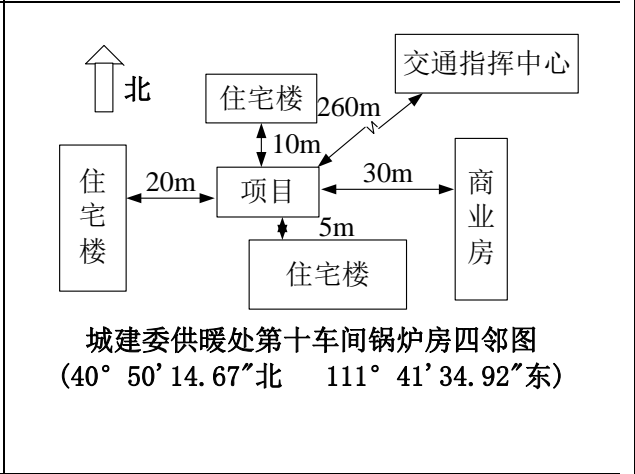 交通指挥中心
北
住宅楼
260m
10m
住宅楼
20m
项目
30m
商业房
5m
住宅楼
城建委供暖处第十车间锅炉房四邻图
(40°50'14.67″北 111°41'34.92″东)